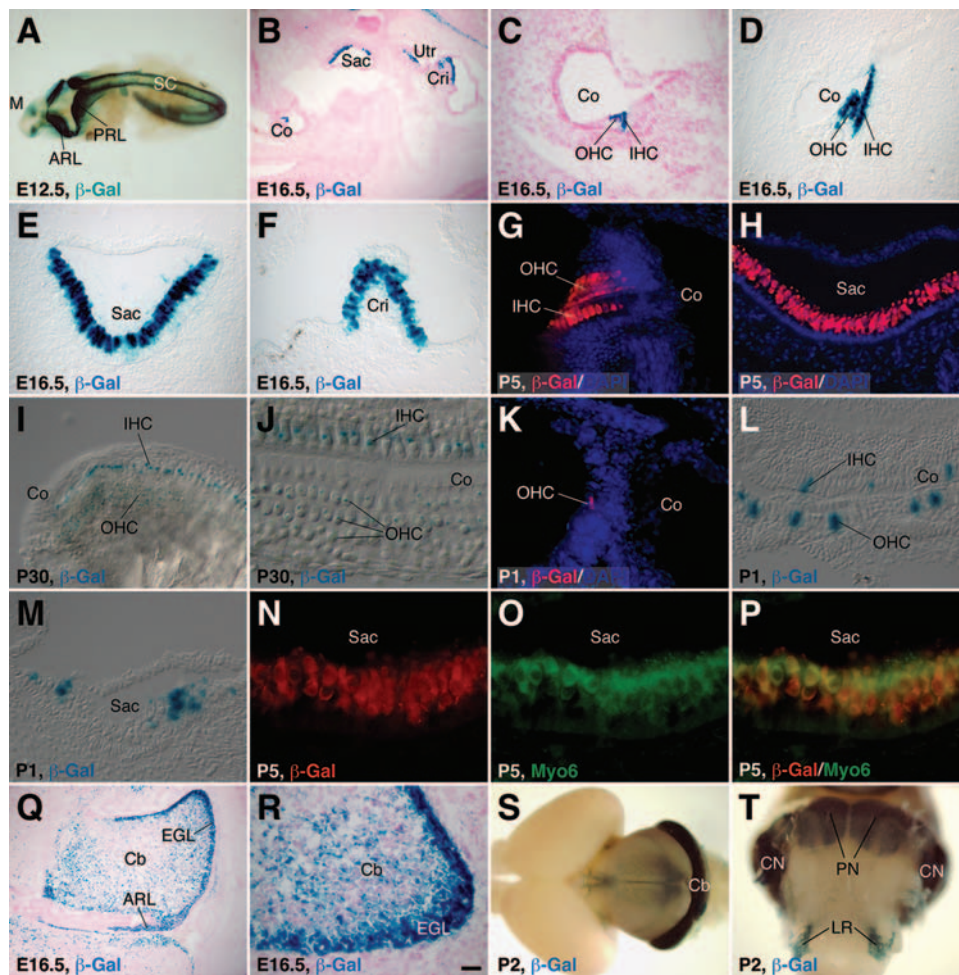 A
SC
M
PRL
ARL
E12.5, β-Gal
B
Utr
Sac
Cri
Co
E16.5, β-Gal
C
Co
OHC
IHC
E16.5, β-Gal
D
Co
OHC
IHC
E16.5, β-Gal
E
Sac
E16.5, β-Gal
F
Cri
E16.5, β-Gal
G
OHC
IHC
Co
P5, β-Gal/DAPI
H
Sac
P5, β-Gal/DAPI
I
IHC
Co
OHC
P30, β-Gal
J
IHC
Co
OHC
P30, β-Gal
K
OHC
Co
P1, β-Gal/
L
IHC
Co
OHC
P1, β-Gal
M
Sac
P1, β-Gal
N
Sac
P5, β-Gal
O
Sac
P5, Myo6
P
Sac
P5, β-Gal/Myo6
Q
EGL
Cb
ARL
E16.5, β-Gal
R
Cb
EGL
E16.5, β-Gal
S
Cb
P2, β-Gal
T
CN
PN
CN
LR
P2, β-Gal